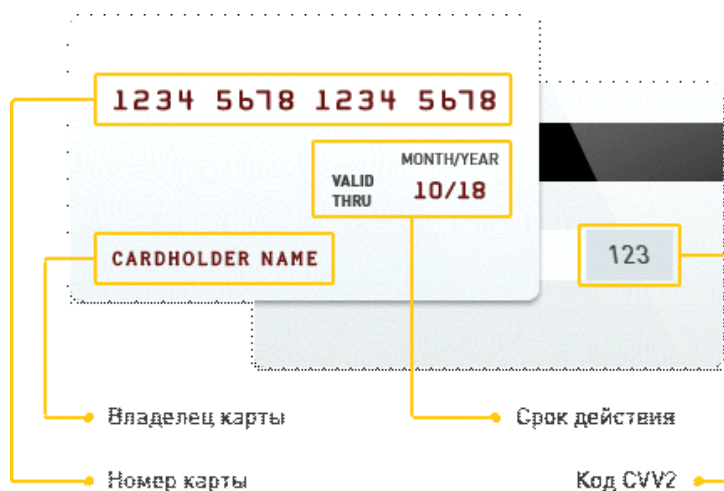 1234 5678 1234 5678
MONTH/YEAR
VALID THRU 10/18
CARDHOLDER NAME
123
Владелец карты
Срок действия
Номер карты
Код CVV2